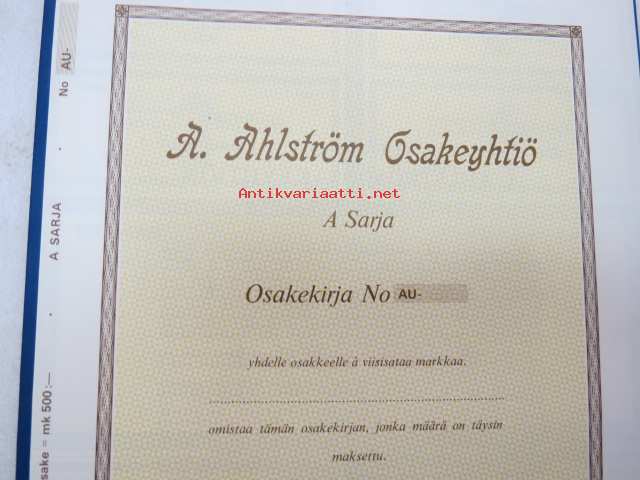 A. Ahlström Osakeyhtiö
Antikvariaatti.net
A Sarja
Osakekirja No AU-
yhdelle osakkeelle à viisisataa markkaa.
omistaa tämän osakekirjan, jonka määrä on täysin
maksettu.
No AU-
A SARJA
= mk 500:—